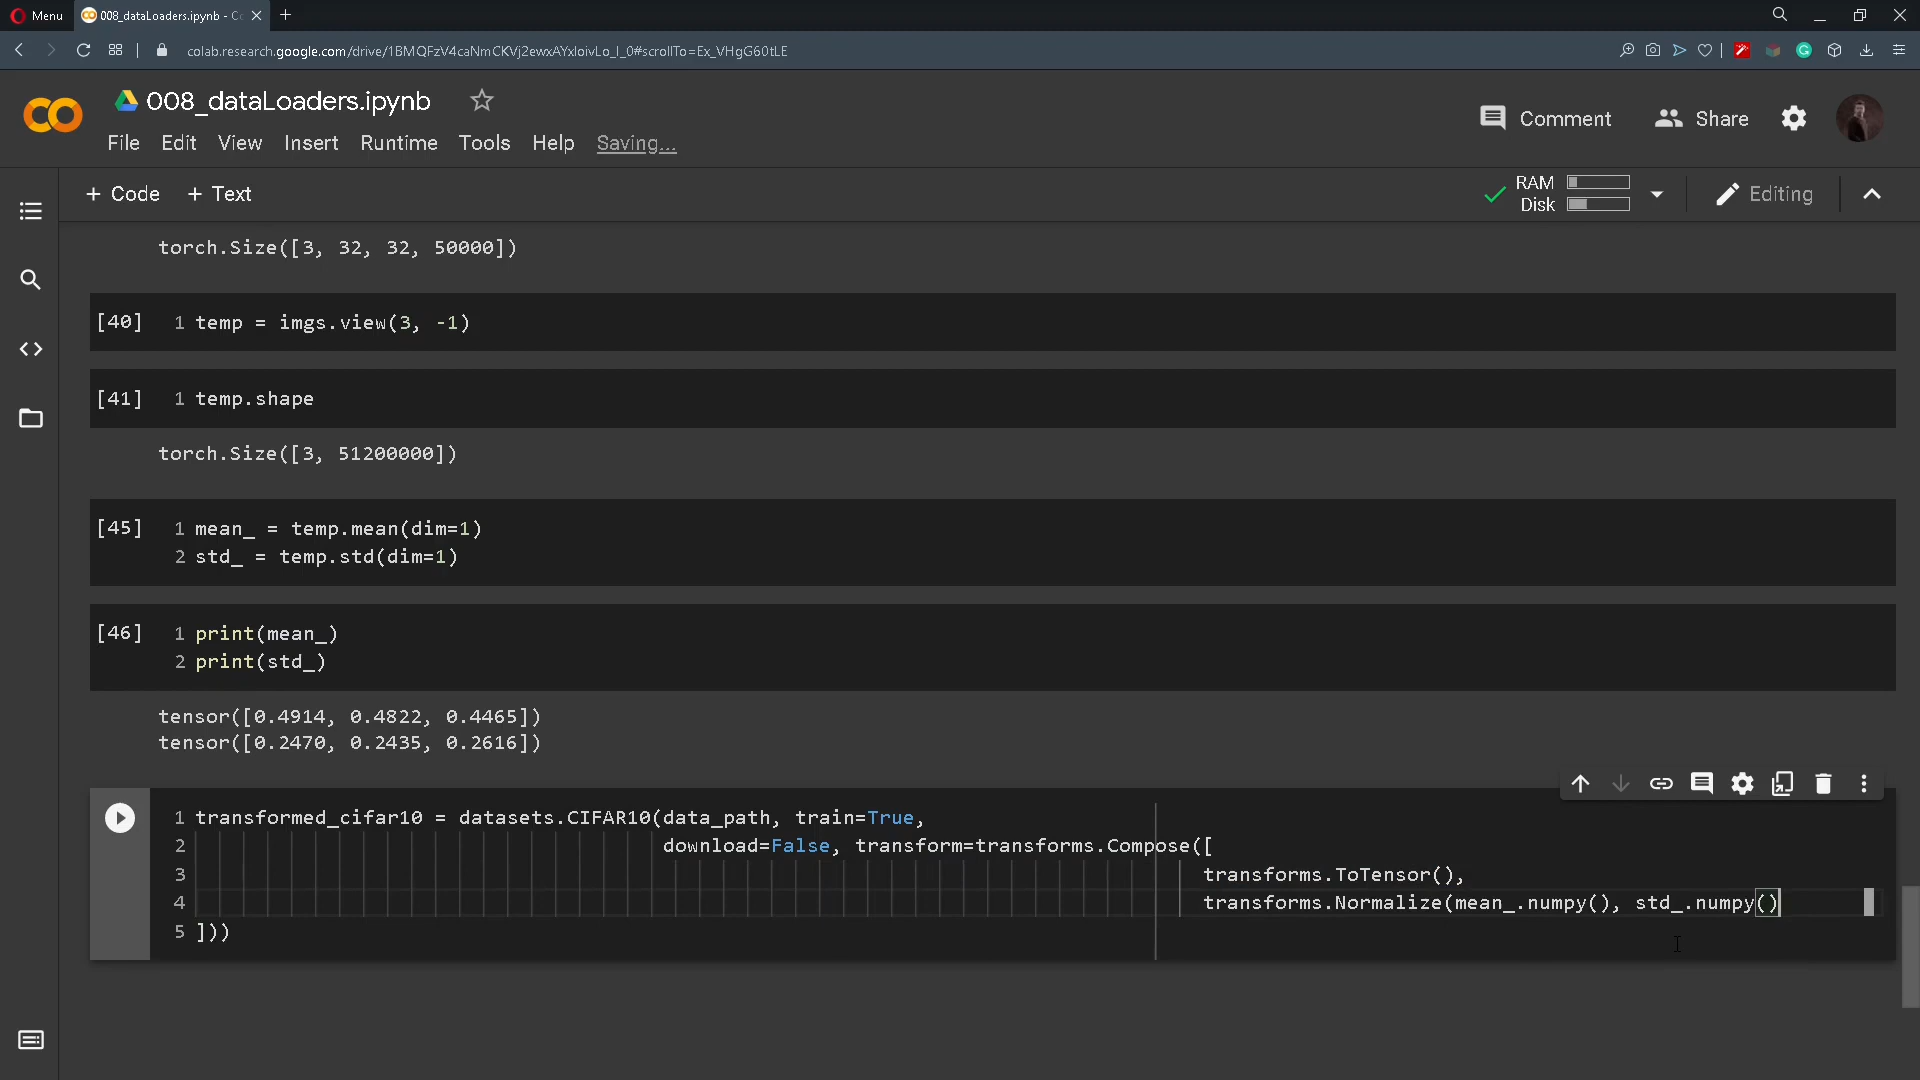 Menu
008_dataLoaders.ipynb - C
colab.research.google.com/drive/1BMQFzV4caNmCKVj2ewxAYxloivLo_I_0#scrollTo=Ex_VHgG60tLE
008_dataLoaders.ipynb
Comment
Share
File Edit View Insert Runtime Tools Help Saving...
+ Code + Text
RAM
Disk
Editing
torch.Size([3, 32, 32, 50000])
[40] 1 temp = imgs.view(3, -1)
[41] 1 temp.shape
torch.Size([3, 51200000])
[45] 1 mean_ = temp.mean(dim=1)
2 std_ = temp.std(dim=1)
[46] 1 print(mean_)
2 print(std_)
tensor([0.4914, 0.4822, 0.4465])
tensor([0.2470, 0.2435, 0.2616])
1 transformed_cifar10 = datasets.CIFAR10(data_path, train=True,
2 download=False, transform=transforms.Compose([
3 transforms.ToTensor(),
4 transforms.Normalize(mean_.numpy(), std_.numpy()
5 ]))